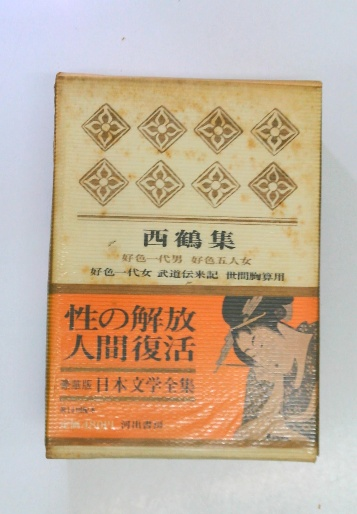 西鶴集
好色一代男 好色五人女
好色一代女 武道伝来記 世間胸算用
性の解放
人間復活
豪華版 日本文学全集
河出書房